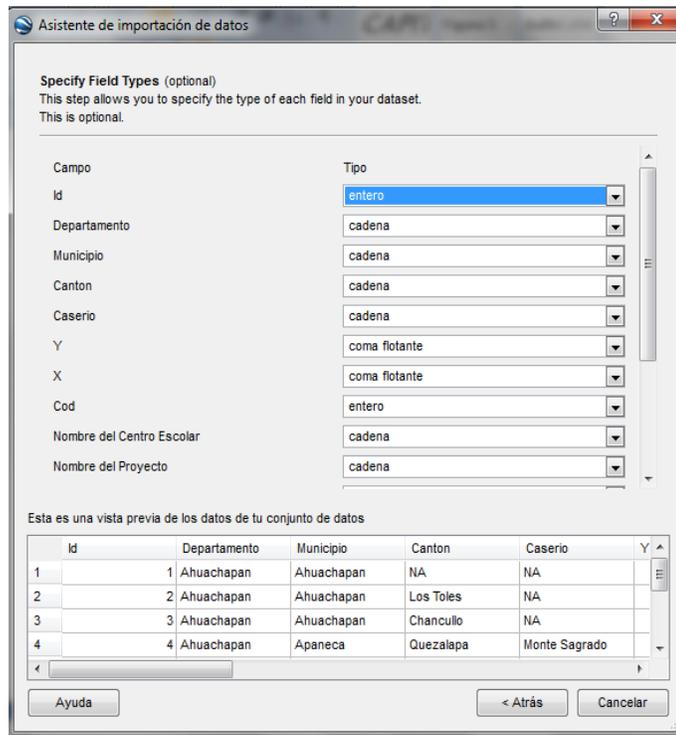 Asistente de importación de datos
Specify Field Types (optional)
This step allows you to specify the type of each field in your dataset.
This is optional.
Campo Tipo
Id entero
Departamento cadena
Municipio cadena
Canton cadena
Caserio cadena
Y coma flotante
X coma flotante
Cod entero
Nombre del Centro Escolar cadena
Nombre del Proyecto cadena
Esta es una vista previa de los datos de tu conjunto de datos
Id Departamento Municipio Canton Caserio Y
1 1 Ahuachapan Ahuachapan NA NA
2 2 Ahuachapan Ahuachapan Los Toles NA
3 3 Ahuachapan Ahuachapan Chancullo NA
4 4 Ahuachapan Apaneca Quezalapa Monte Sagrado
Ayuda < Atrás Cancelar